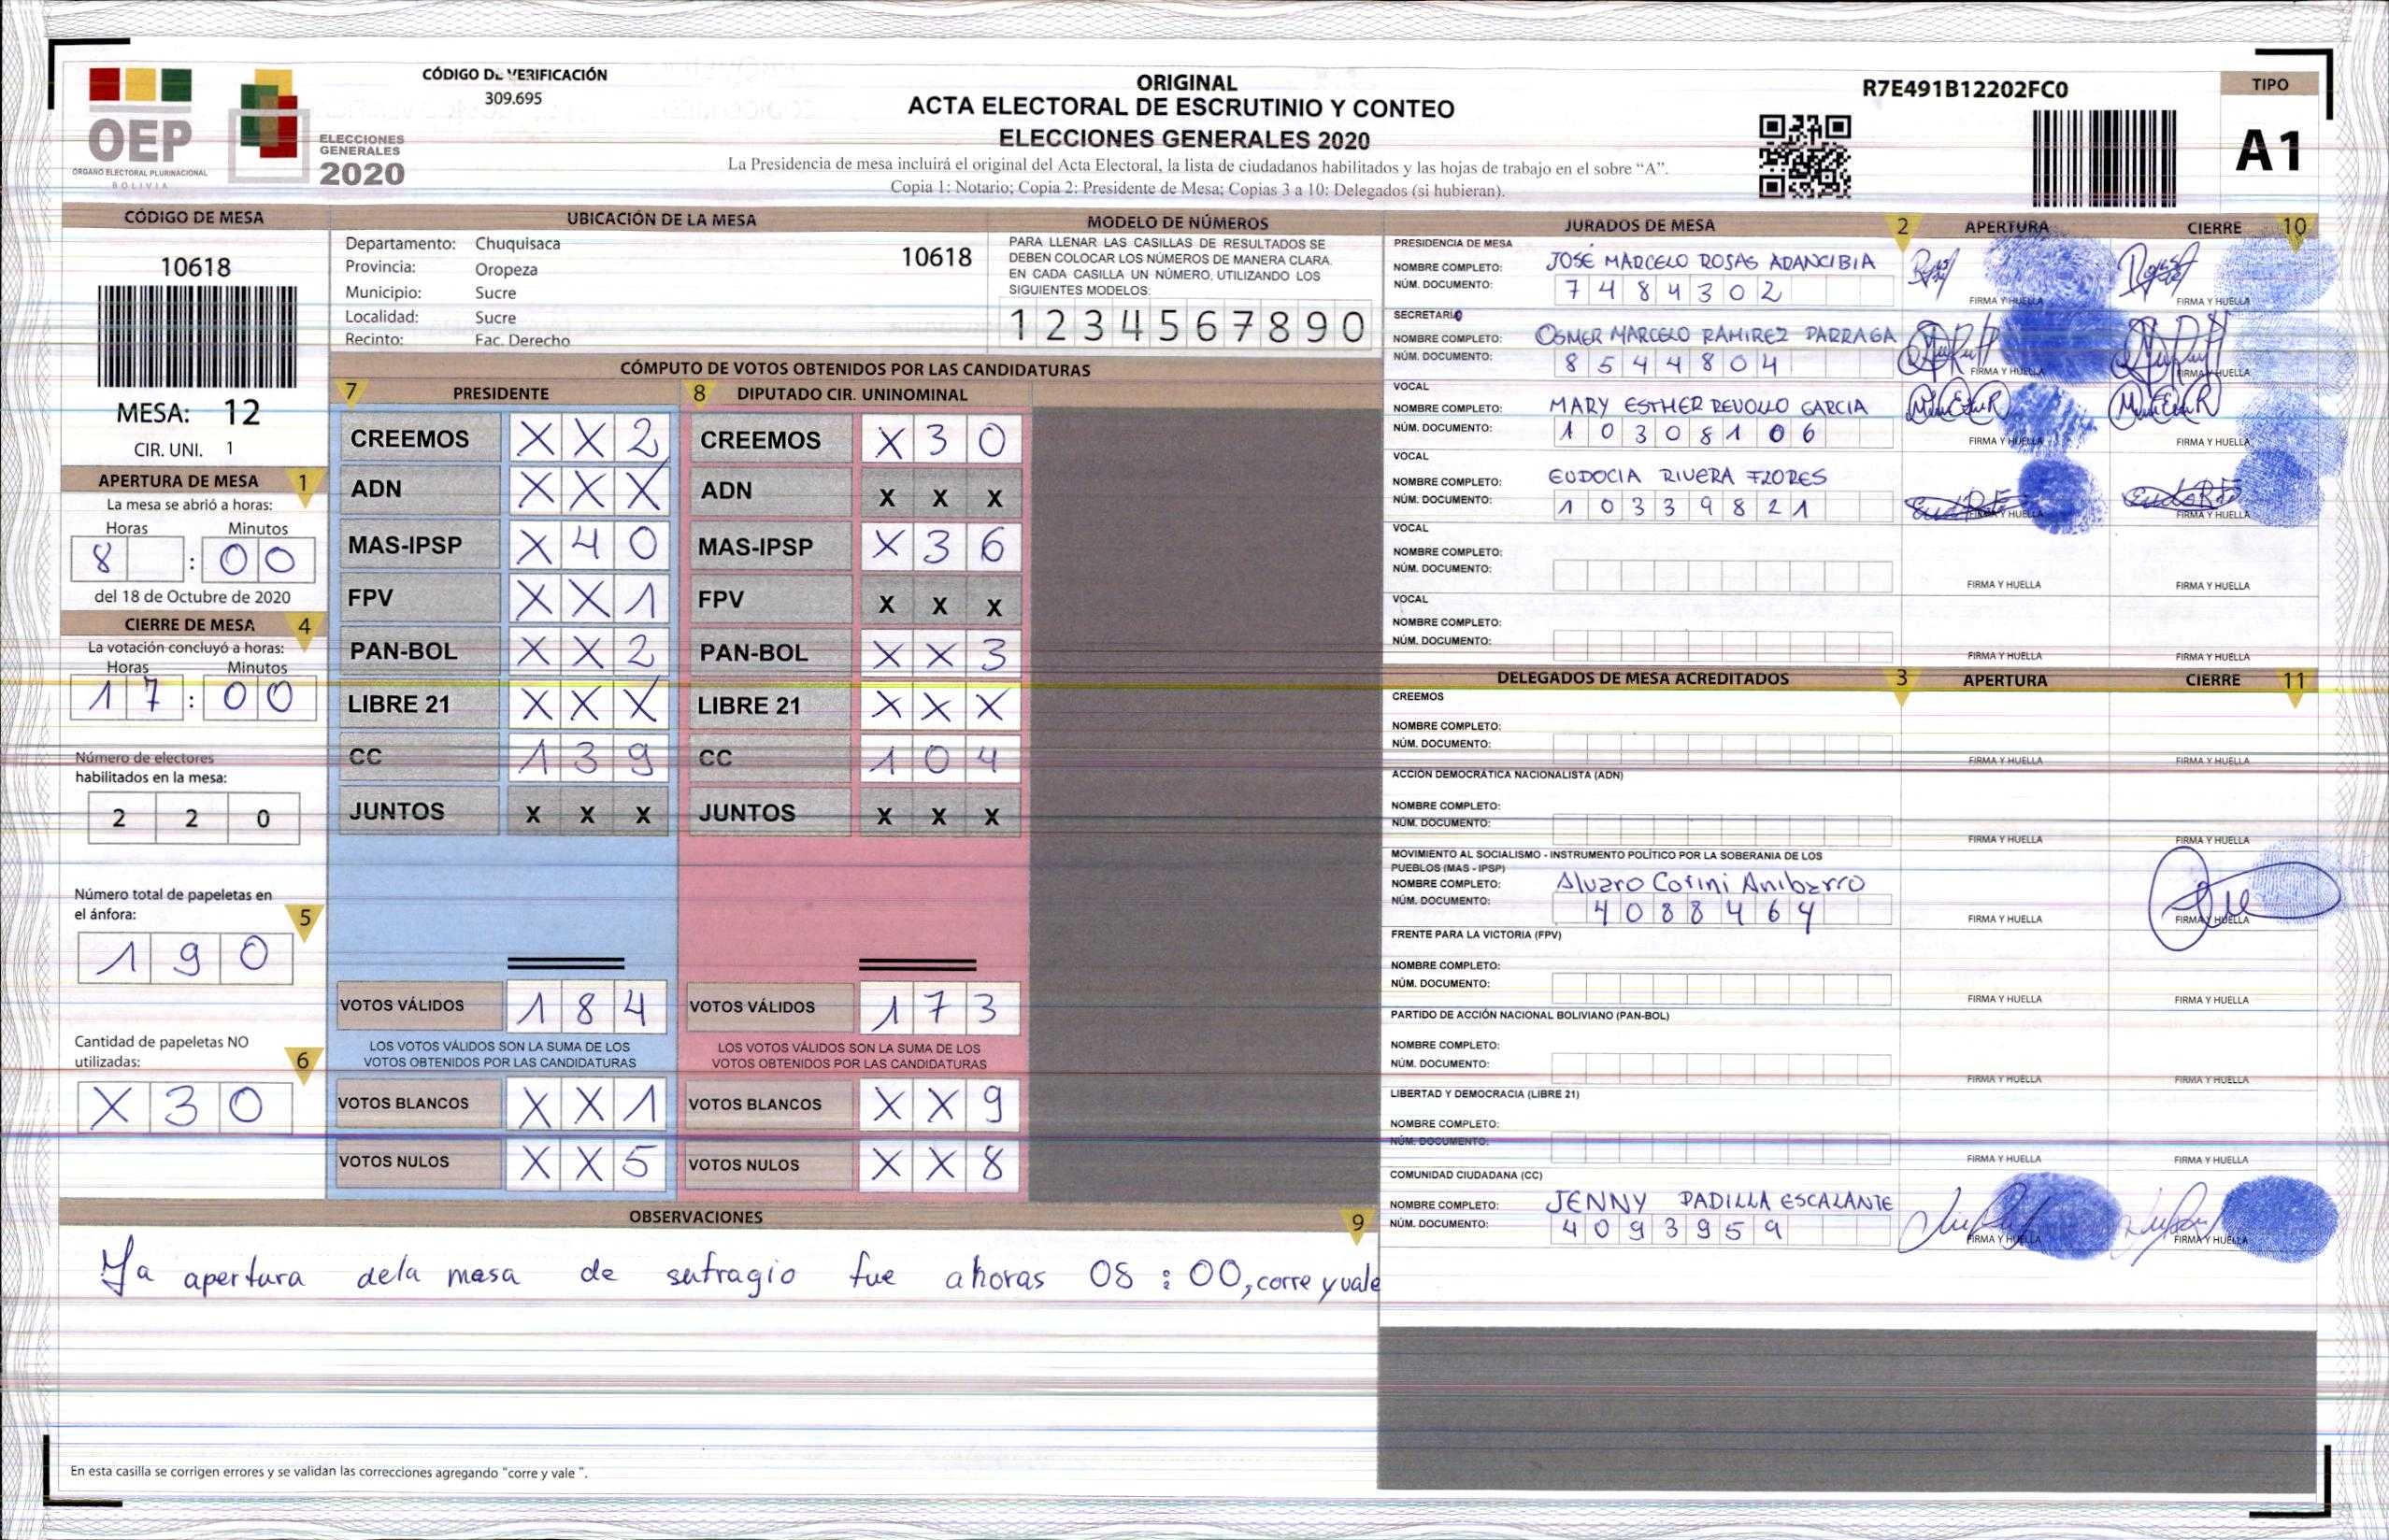 CÓDIGO DE VERIFICACIÓN
309.695
OEP
ÓRGANO ELECTORAL PLURINACIONAL
BOLIVIA
ELECCIONES
GENERALES
2020
ORIGINAL
ACTA ELECTORAL DE ESCRUTINIO Y CONTEO
ELECCIONES GENERALES 2020
La Presidencia de mesa incluirá el original del Acta Electoral, la lista de ciudadanos habilitados y las hojas de trabajo en el sobre “A”.
Copia 1: Notario; Copia 2: Presidente de Mesa; Copias 3 a 10: Delegados (si hubieran).
R7E491B12202FC0
TIPO
A1
CÓDIGO DE MESA
10618
MESA: 12
CIR. UNI. 1
APERTURA DE MESA 1
La mesa se abrió a horas:
Horas Minutos
8 : 0 0
del 18 de Octubre de 2020
CIERRE DE MESA 4
La votación concluyó a horas:
Horas Minutos
1 7 : 0 0
Número de electores
habilitados en la mesa:
2 2 0
Número total de papeletas en
el ánfora: 5
1 9 0
Cantidad de papeletas NO
utilizadas: 6
X 3 0
UBICACIÓN DE LA MESA
Departamento: Chuquisaca 10618
Provincia: Oropeza
Municipio: Sucre
Localidad: Sucre
Recinto: Fac. Derecho
MODELO DE NÚMEROS
PARA LLENAR LAS CASILLAS DE RESULTADOS SE
DEBEN COLOCAR LOS NÚMEROS DE MANERA CLARA.
EN CADA CASILLA UN NÚMERO, UTILIZANDO LOS
SIGUIENTES MODELOS:
1 2 3 4 5 6 7 8 9 0
CÓMPUTO DE VOTOS OBTENIDOS POR LAS CANDIDATURAS
7 PRESIDENTE 8 DIPUTADO CIR. UNINOMINAL
CREEMOS X X 2 CREEMOS X 3 0
ADN X X X ADN X X X
MAS-IPSP X 4 0 MAS-IPSP X 3 6
FPV X X 1 FPV X X X
PAN-BOL X X 2 PAN-BOL X X 3
LIBRE 21 X X X LIBRE 21 X X X
CC 1 3 9 CC 1 0 4
JUNTOS X X X JUNTOS X X X
VOTOS VÁLIDOS 1 8 4 VOTOS VÁLIDOS 1 7 3
LOS VOTOS VÁLIDOS SON LA SUMA DE LOS LOS VOTOS VÁLIDOS SON LA SUMA DE LOS
VOTOS OBTENIDOS POR LAS CANDIDATURAS VOTOS OBTENIDOS POR LAS CANDIDATURAS
VOTOS BLANCOS X X 1 VOTOS BLANCOS X X 9
VOTOS NULOS X X 5 VOTOS NULOS X X 8
OBSERVACIONES 9
La apertura dela mesa de sufragio fue ahoras 08 : 00, corre y vale
En esta casilla se corrigen errores y se validan las correcciones agregando "corre y vale ".
JURADOS DE MESA 2 APERTURA CIERRE 10
PRESIDENCIA DE MESA
NOMBRE COMPLETO: JOSÉ MARCELO ROSAS ARANCIBIA
NÚM. DOCUMENTO: 7 4 8 4 3 0 2
FIRMA Y HUELLA FIRMA Y HUELLA
SECRETARIO
NOMBRE COMPLETO: OSMER MARCELO RAMIREZ PARRAGA
NÚM. DOCUMENTO: 8 5 4 4 8 0 4
FIRMA Y HUELLA FIRMA Y HUELLA
VOCAL
NOMBRE COMPLETO: MARY ESTHER REVOLLO GARCIA
NÚM. DOCUMENTO: 1 0 3 0 8 1 0 6
FIRMA Y HUELLA FIRMA Y HUELLA
VOCAL
NOMBRE COMPLETO: EUDOCIA RIVERA FLORES
NÚM. DOCUMENTO: 1 0 3 3 9 8 2 1
FIRMA Y HUELLA FIRMA Y HUELLA
VOCAL
NOMBRE COMPLETO:
NÚM. DOCUMENTO:
FIRMA Y HUELLA FIRMA Y HUELLA
VOCAL
NOMBRE COMPLETO:
NÚM. DOCUMENTO:
FIRMA Y HUELLA FIRMA Y HUELLA
DELEGADOS DE MESA ACREDITADOS 3 APERTURA CIERRE 11
CREEMOS
NOMBRE COMPLETO:
NÚM. DOCUMENTO:
FIRMA Y HUELLA FIRMA Y HUELLA
ACCIÓN DEMOCRÁTICA NACIONALISTA (ADN)
NOMBRE COMPLETO:
NÚM. DOCUMENTO:
FIRMA Y HUELLA FIRMA Y HUELLA
MOVIMIENTO AL SOCIALISMO - INSTRUMENTO POLÍTICO POR LA SOBERANIA DE LOS
PUEBLOS (MAS - IPSP)
NOMBRE COMPLETO: Alvaro Corini Anibarro
NÚM. DOCUMENTO: 4 0 8 8 4 6 4
FIRMA Y HUELLA FIRMA Y HUELLA
FRENTE PARA LA VICTORIA (FPV)
NOMBRE COMPLETO:
NÚM. DOCUMENTO:
FIRMA Y HUELLA FIRMA Y HUELLA
PARTIDO DE ACCIÓN NACIONAL BOLIVIANO (PAN-BOL)
NOMBRE COMPLETO:
NÚM. DOCUMENTO:
FIRMA Y HUELLA FIRMA Y HUELLA
LIBERTAD Y DEMOCRACIA (LIBRE 21)
NOMBRE COMPLETO:
NÚM. DOCUMENTO:
FIRMA Y HUELLA FIRMA Y HUELLA
COMUNIDAD CIUDADANA (CC)
NOMBRE COMPLETO: JENNY PADILLA ESCALANTE
NÚM. DOCUMENTO: 4 0 9 3 9 5 9
FIRMA Y HUELLA FIRMA Y HUELLA